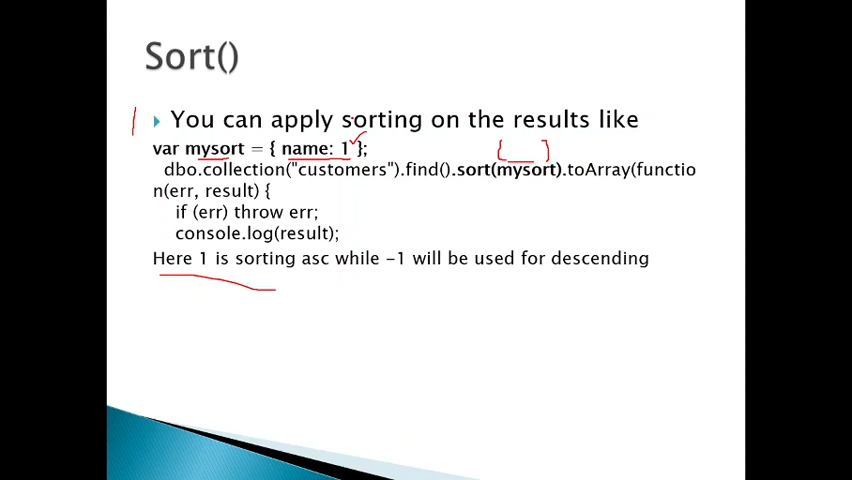 Sort()
You can apply sorting on the results like
var mysort = { name: 1 };
dbo.collection("customers").find().sort(mysort).toArray(functio
n(err, result) {
if (err) throw err;
console.log(result);
Here 1 is sorting asc while -1 will be used for descending